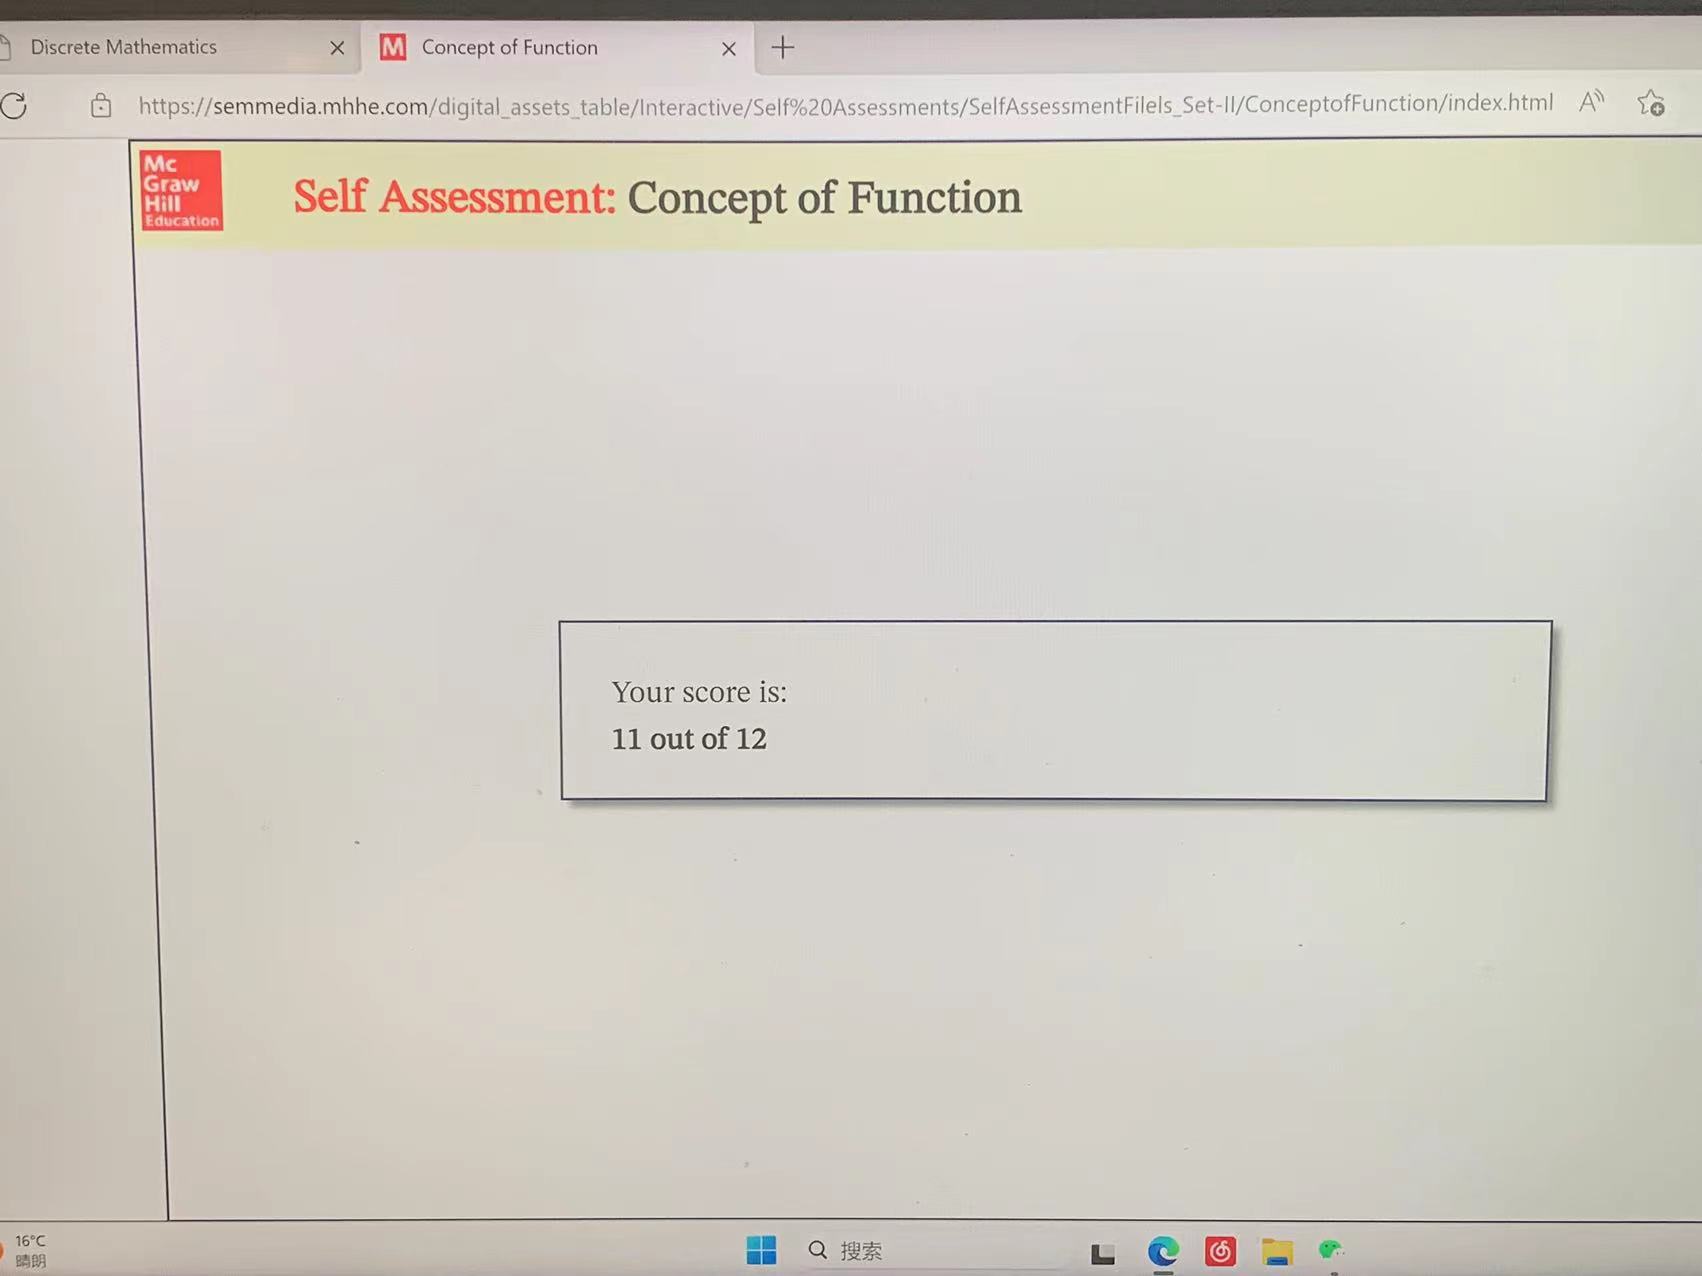 Discrete Mathematics
M Concept of Function
https://semmedia.mhhe.com/digital_assets_table/Interactive/Self%20Assessments/SelfAssessmentFilels_Set-II/ConceptofFunction/index.html
Mc
Graw
Hill
Education
Self Assessment: Concept of Function
Your score is:
11 out of 12
16°C
晴朗
搜索